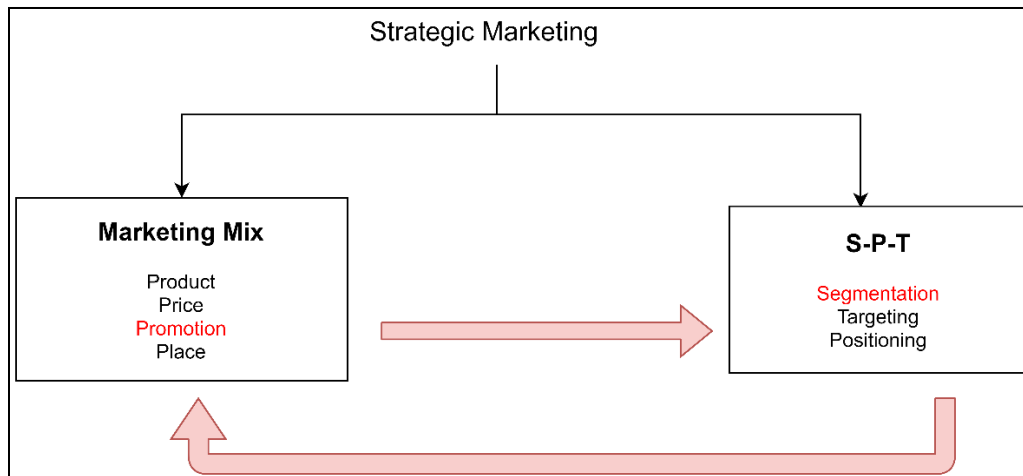 Strategic Marketing
Marketing Mix
Product
Price
Promotion
Place
S-P-T
Segmentation
Targeting
Positioning